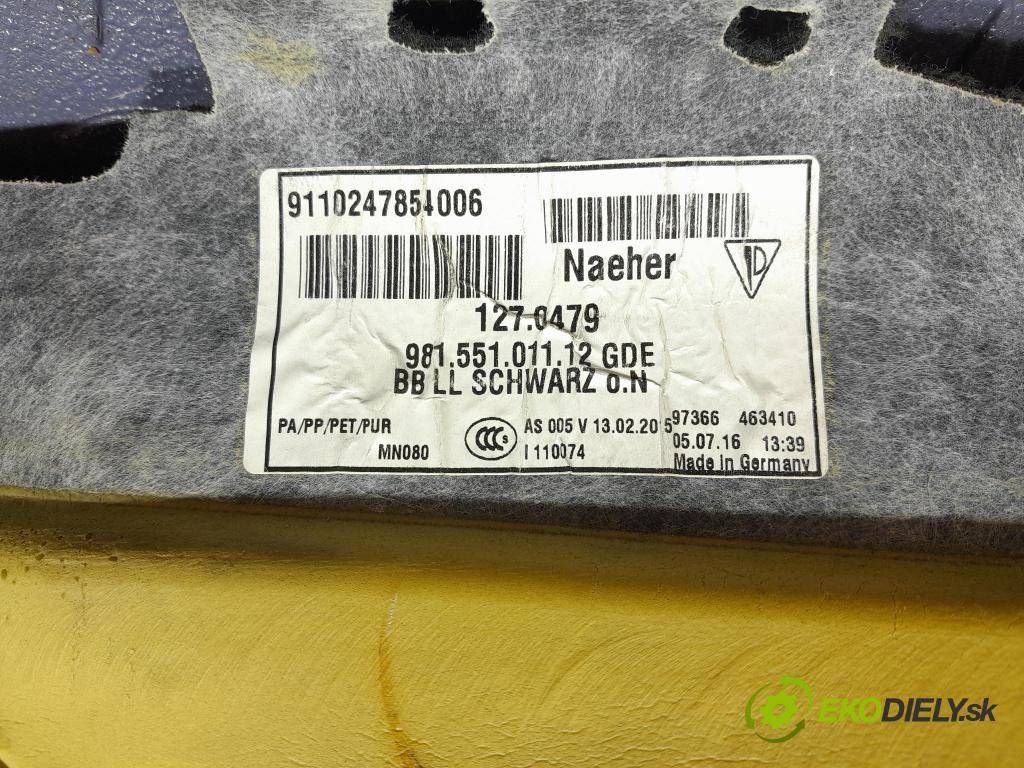 9110247854006
Naeher
127.0479
981.551.011.12 GDE
BB LL SCHWARZ o.N
PA/PP/PET/PUR
MN080
CCC S
AS 005 V 13.02.2015
I 110074
97366 463410
05.07.16 13:39
Made in Germany
EKODIELY.sk